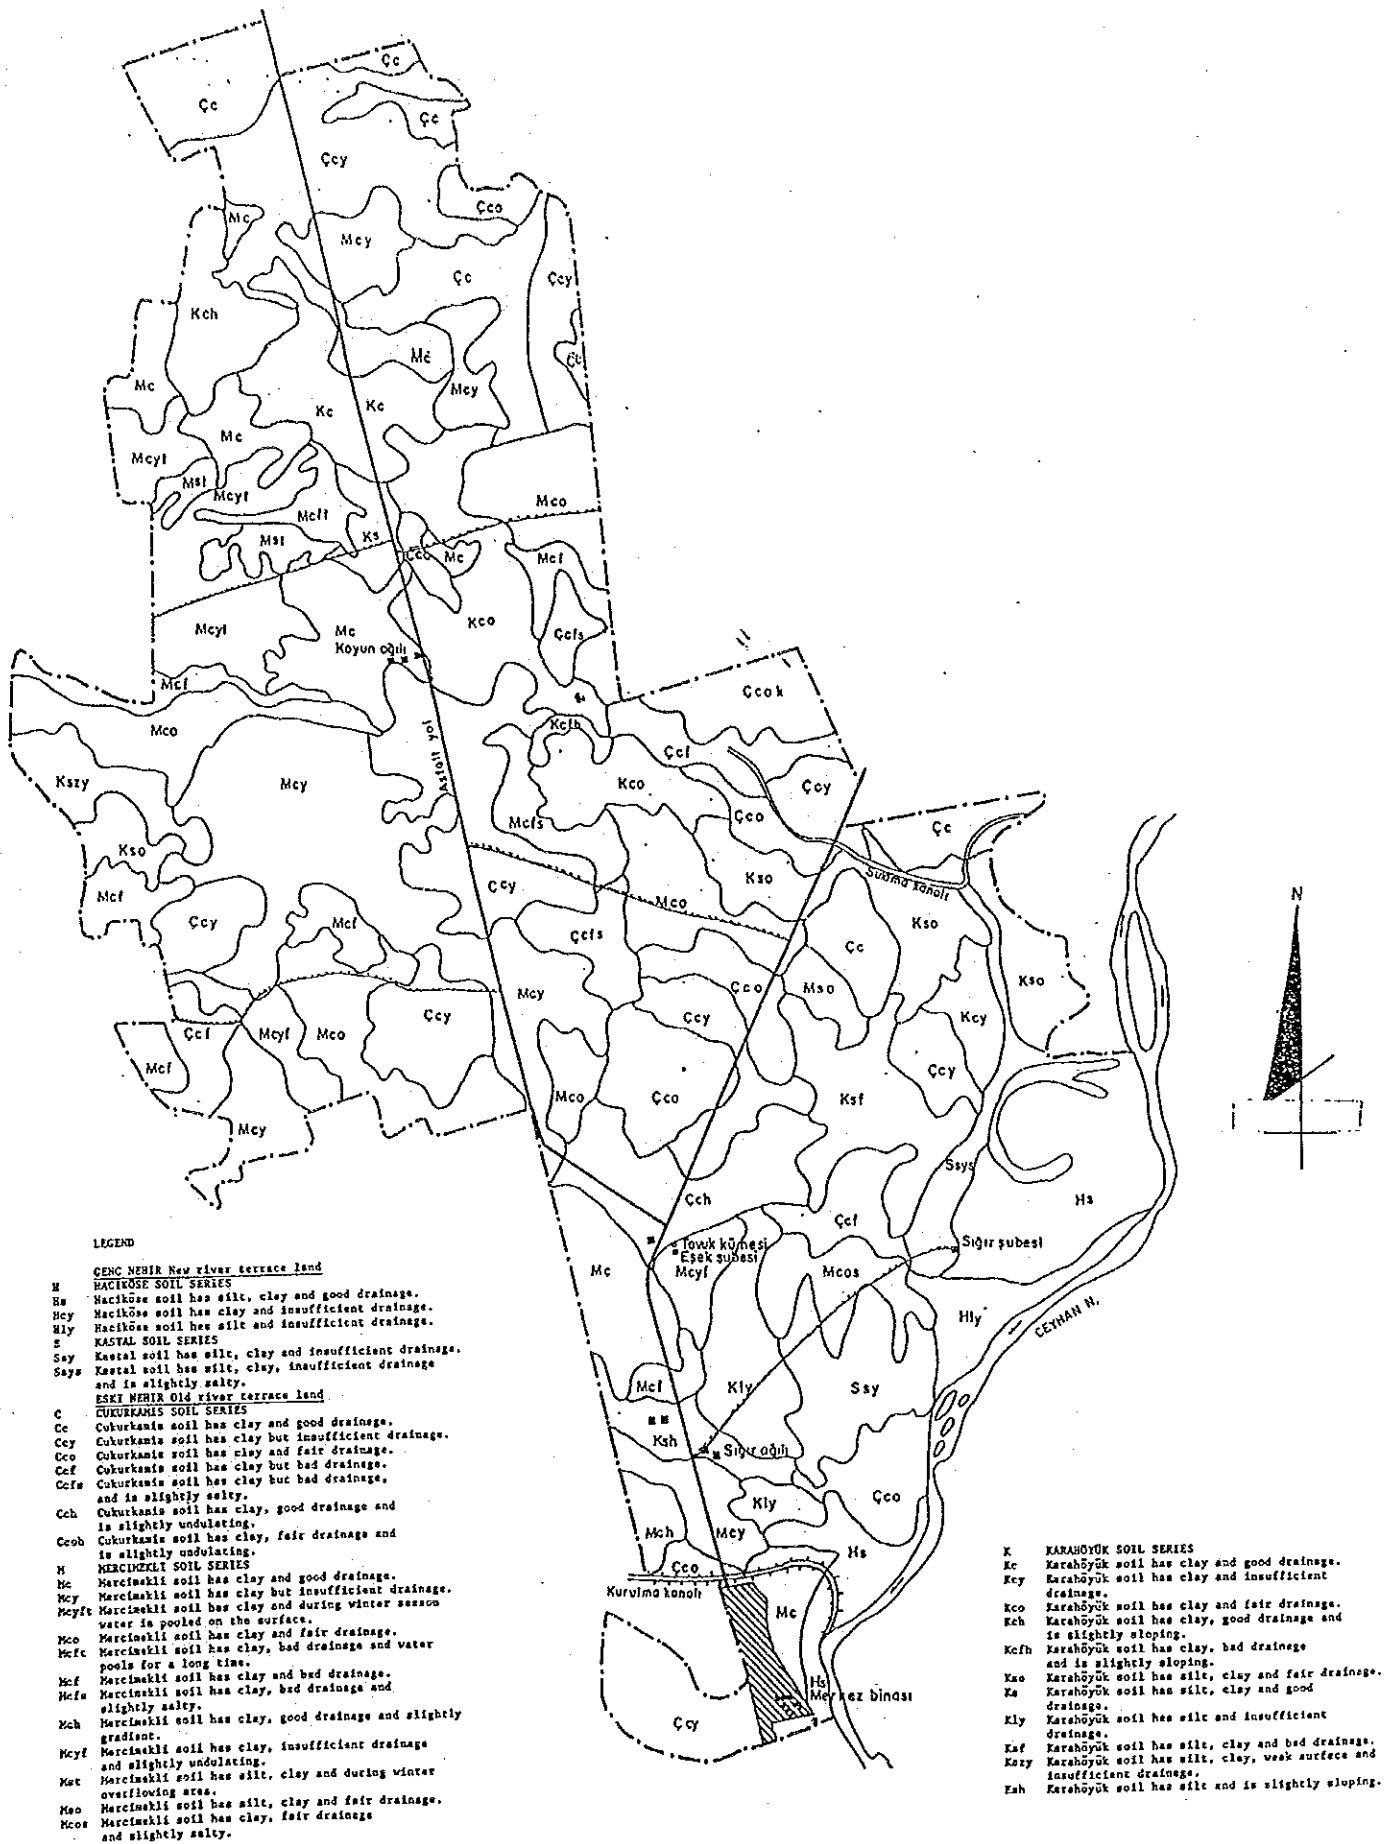 Çc
Çc
Çc
Çcy
Çco
Mc
Mcy
Çc
Çcy
Kch
Mc
Çc
Mc
Mcy
Kc
Kc
Mc
Mcyt
Mst
Mcyt
Mcft
Mco
Mst
Ks
Çco
Mc
Mcf
Mcyt
Mc
Kco
Çcfs
Koyun ağılı
Mcf
Çcok
Mco
Kcfh
Çcf
Asfalt yol
Kszy
Mcy
Kco
Çcy
Mcfs
Çco
Çc
Kso
Mcf
Çcy
Kso
Sulama kanalı
Mco
Çcy
Mcf
Çcfs
Çc
Kso
Mcy
Çco
Mso
Kso
Çcy
Kcy
Çcf
Mcyf
Mco
Çcy
Mcf
Mco
Çco
Ksf
Çcy
Mcy
Ssys
Hs
Çch
Çcf
Tavuk kümesi
Eşek şubesi
Sığır şubesi
Mc
Mcyf
Mcos
Hly
CEYHAN N.
Mcf
Kly
Ssy
Ksh
Sığır ağılı
Kly
Çco
Mch
Mcy
Hs
Çco
Kurutma kanalı
Mc
Hs
Merkez binası
Çcy
N
LEGEND
GENC NEHIR New river terrace land
H HACIKÖSE SOIL SERIES
Hs Haciköse soil has silt, clay and good drainage.
Hcy Haciköse soil has clay and insufficient drainage.
Hly Haciköse soil has silt and insufficient drainage.
S KASTAL SOIL SERIES
Ssy Kastal soil has silt, clay and insufficient drainage.
Ssys Kastal soil has silt, clay, insufficient drainage
and is slightly salty.
ESKI NEHIR Old river terrace land
C CUKURKAMIS SOIL SERIES
Cc Cukurkamis soil has clay and good drainage.
Ccy Cukurkamis soil has clay but insufficient drainage.
Cco Cukurkamis soil has clay and fair drainage.
Ccf Cukurkamis soil has clay but bad drainage.
Ccfs Cukurkamis soil has clay but bad drainage,
and is slightly salty.
Cch Cukurkamis soil has clay, good drainage and
is slightly undulating.
Ccoh Cukurkamis soil has clay, fair drainage and
is slightly undulating.
M MERCIMEKLI SOIL SERIES
Mc Mercimekli soil has clay and good drainage.
Mcy Mercimekli soil has clay but insufficient drainage.
Mcyft Mercimekli soil has clay and during winter season
water is pooled on the surface.
Mco Mercimekli soil has clay and fair drainage.
Mcft Mercimekli soil has clay, bad drainage and water
pools for a long time.
Mcf Mercimekli soil has clay and bad drainage.
Mcfs Mercimekli soil has clay, bad drainage and
slightly salty.
Mch Mercimekli soil has clay, good drainage and slightly
gradient.
Mcyf Mercimekli soil has clay, insufficient drainage
and slightly undulating.
Mst Mercimekli soil has silt, clay and during winter
overflowing area.
Mso Mercimekli soil has silt, clay and fair drainage.
Mcos Mercimekli soil has clay, fair drainage
and slightly salty.
K KARAHÖYÜK SOIL SERIES
Kc Karahöyük soil has clay and good drainage.
Kcy Karahöyük soil has clay and insufficient
drainage.
Kco Karahöyük soil has clay and fair drainage.
Kch Karahöyük soil has clay, good drainage and
is slightly sloping.
Kcfh Karahöyük soil has clay, bad drainage
and is slightly sloping.
Kso Karahöyük soil has silt, clay and fair drainage.
Ks Karahöyük soil has silt, clay and good
drainage.
Kly Karahöyük soil has silt and insufficient
drainage.
Ksf Karahöyük soil has silt, clay and bad drainage.
Kszy Karahöyük soil has silt, clay, weak surface and
insufficient drainage.
Ksh Karahöyük soil has silt and is slightly sloping.